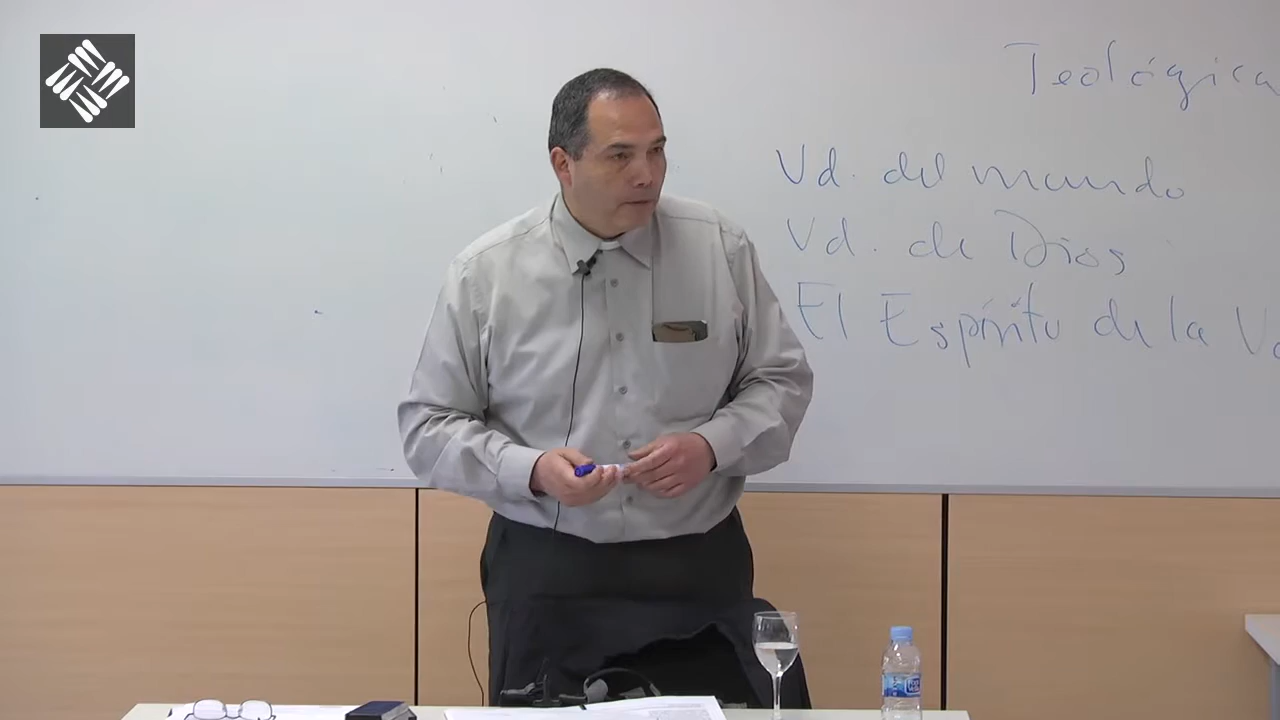 Teológica
Vd. del mundo
Vd. de Dios
El Espíritu de la